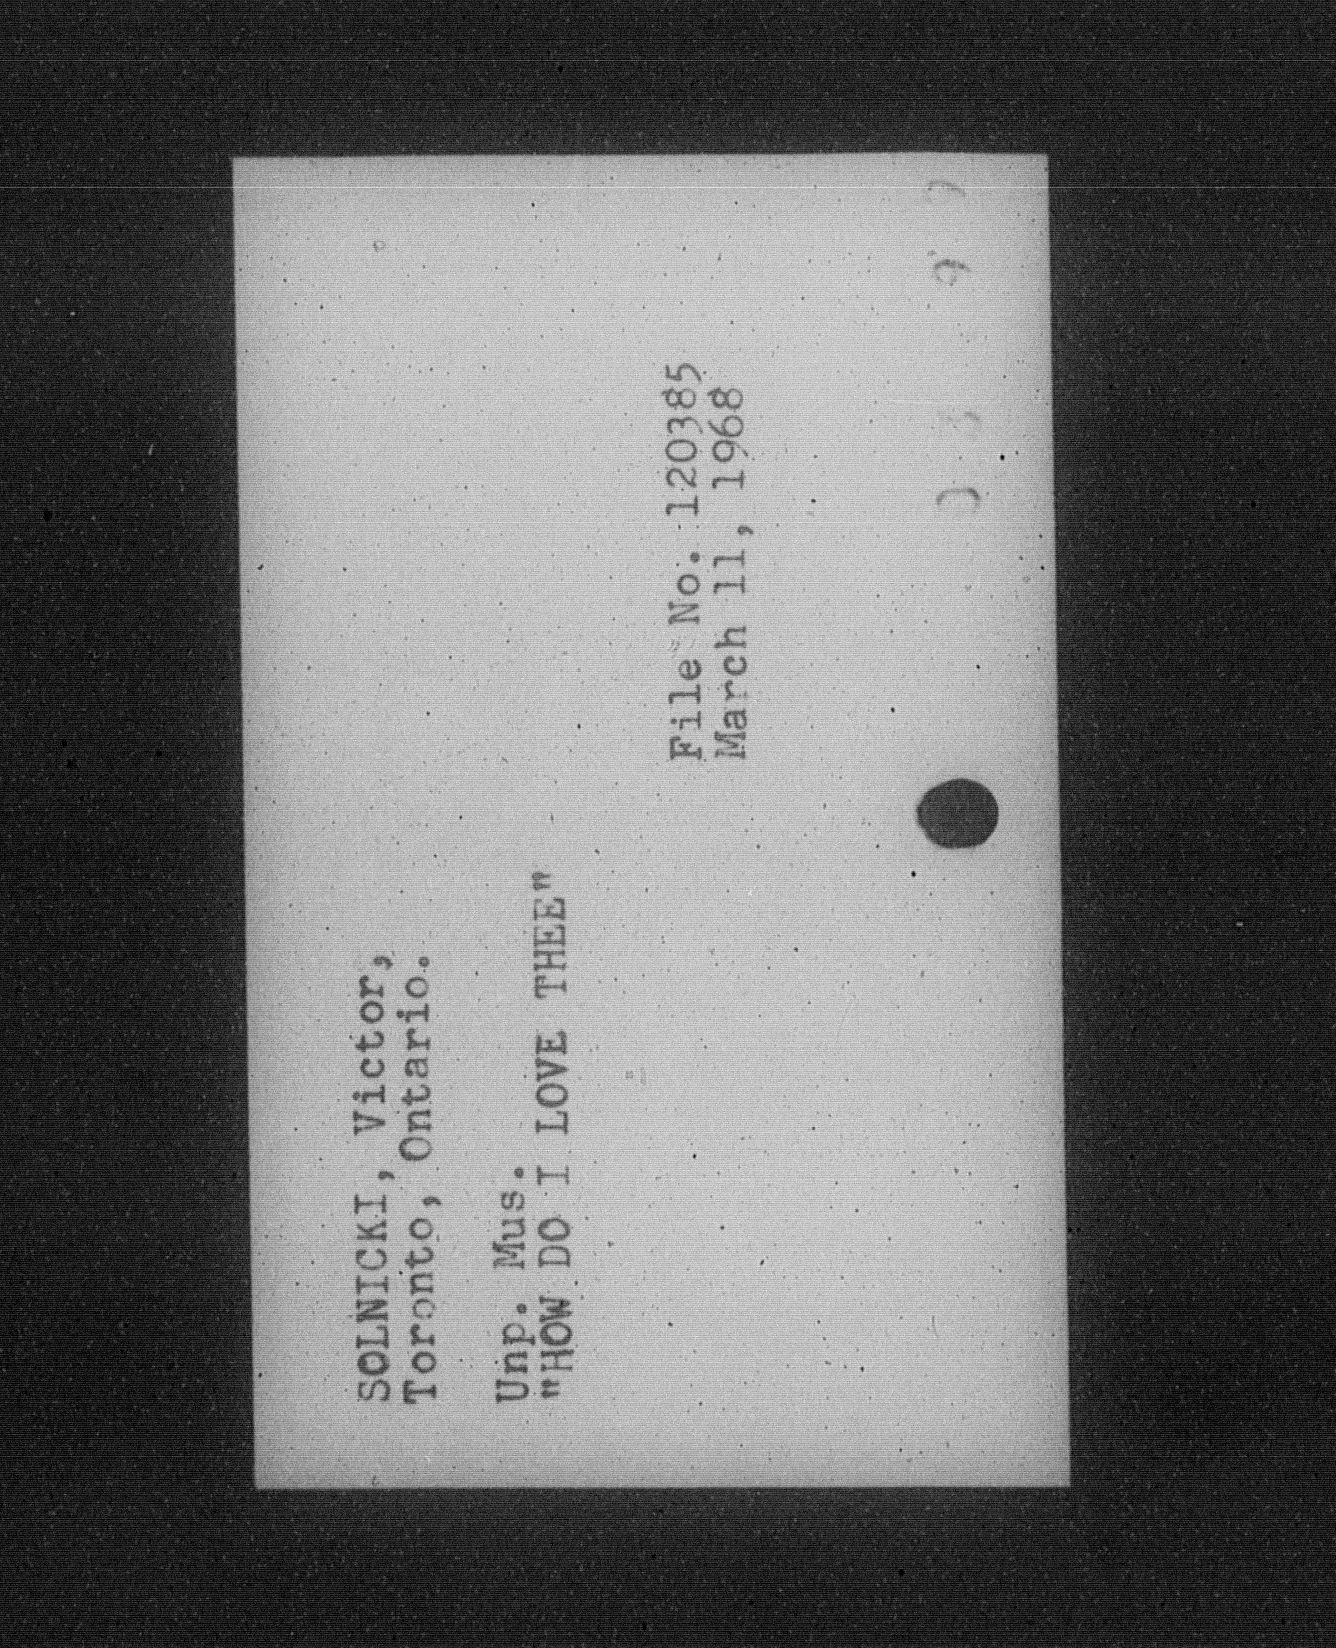 SOLNICKI, Victor,
Toronto, Ontario.
Unp. Mus.
"HOW DO I LOVE THEE"
File No. 120385
March 11, 1968